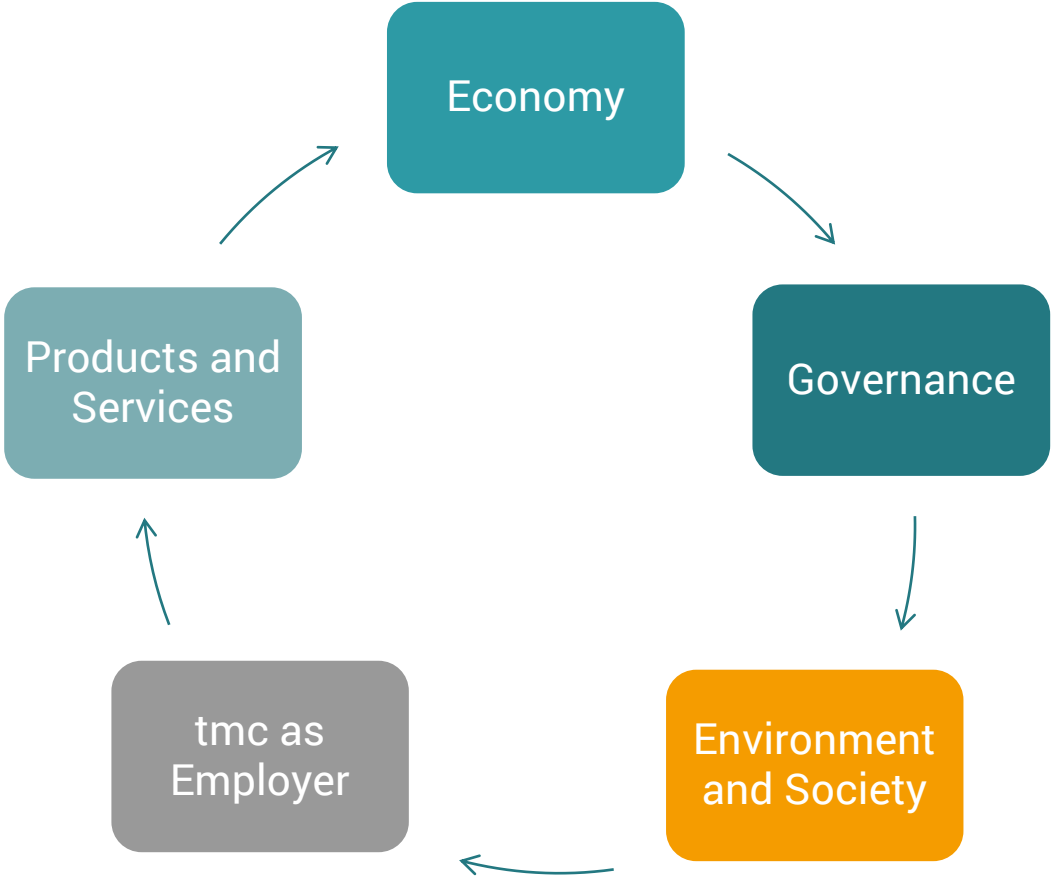 Economy
Governance
Environment
and Society
tmc as
Employer
Products and
Services